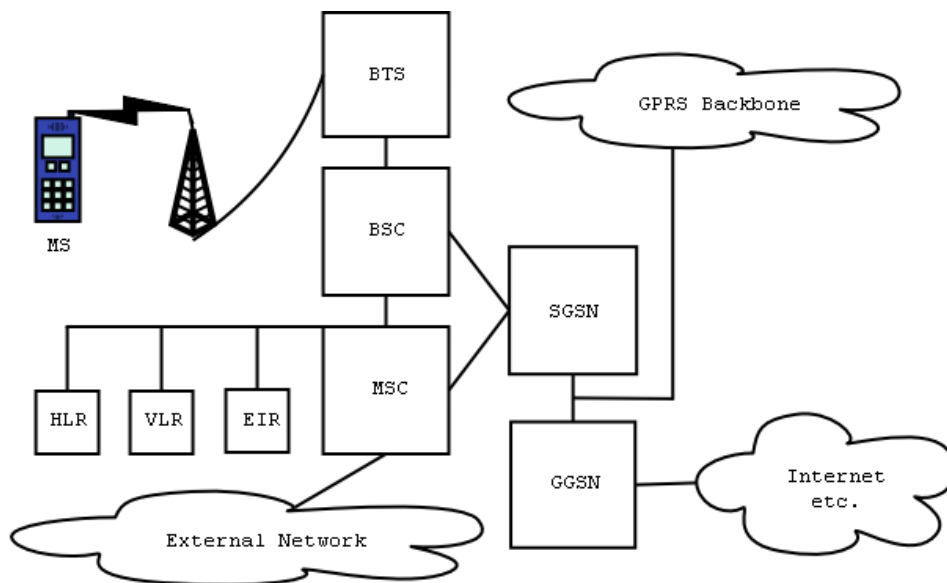 BTS
GPRS Backbone
MS
BSC
SGSN
MSC
HLR
VLR
EIR
GGSN
Internet
etc.
External Network